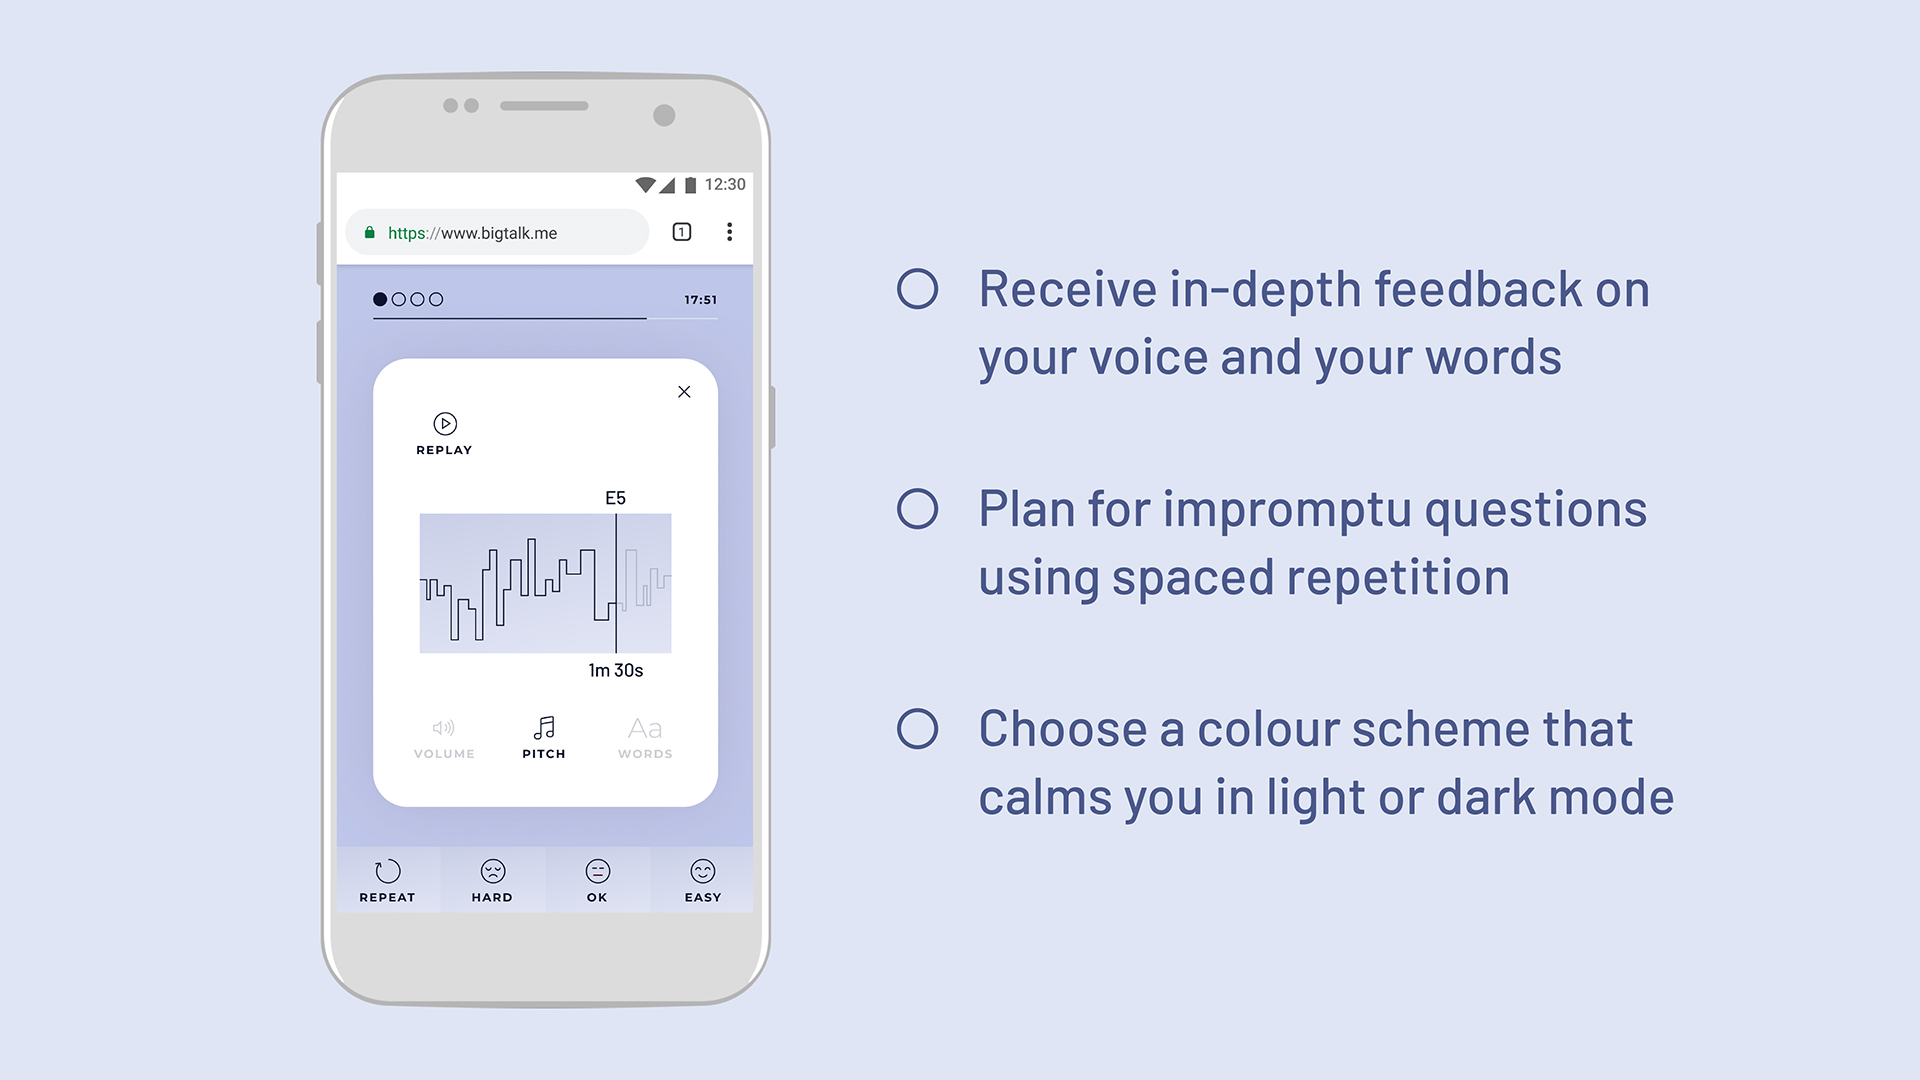 12:30
https://www.bigtalk.me
1
17:51
REPLAY
E5
1m 30s
Aa
VOLUME PITCH WORDS
REPEAT HARD OK EASY
Receive in-depth feedback on
your voice and your words
Plan for impromptu questions
using spaced repetition
Choose a colour scheme that
calms you in light or dark mode